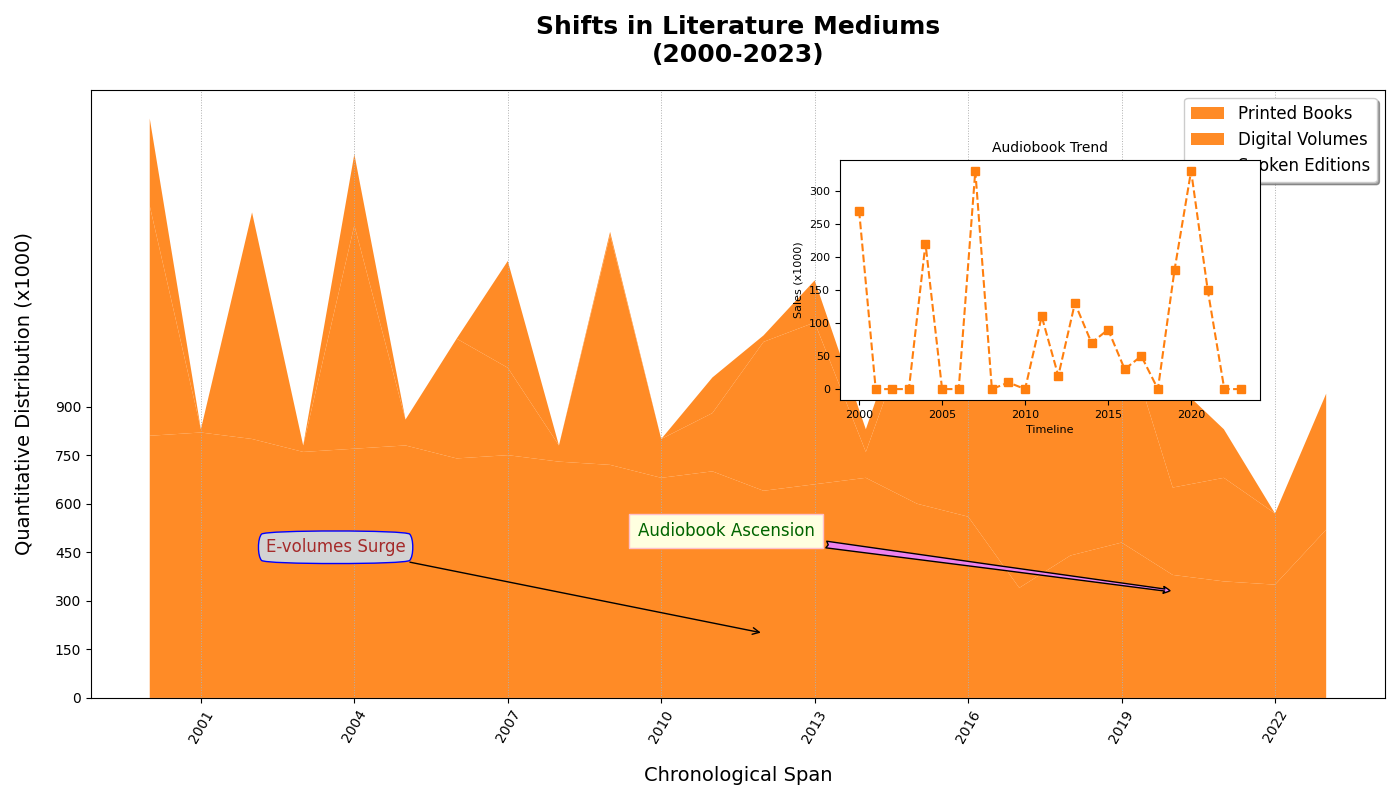 Shifts in Literature Mediums
(2000-2023)
Quantitative Distribution (x1000)
900
750
600
450
300
150
0
2001
2004
2007
2010
2013
2016
2019
2022
Chronological Span
Printed Books
Digital Volumes
Spoken Editions
Audiobook Trend
Sales (x1000)
300
250
200
150
100
50
0
2000
2005
2010
2015
2020
Timeline
E-volumes Surge
Audiobook Ascension